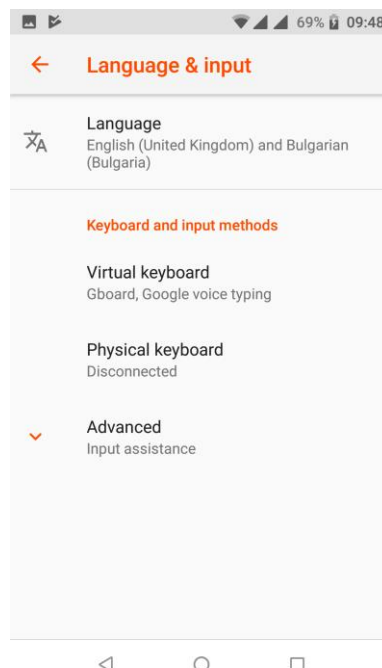 69% 09:48
Language & input
Language
English (United Kingdom) and Bulgarian
(Bulgaria)
Keyboard and input methods
Virtual keyboard
Gboard, Google voice typing
Physical keyboard
Disconnected
Advanced
Input assistance